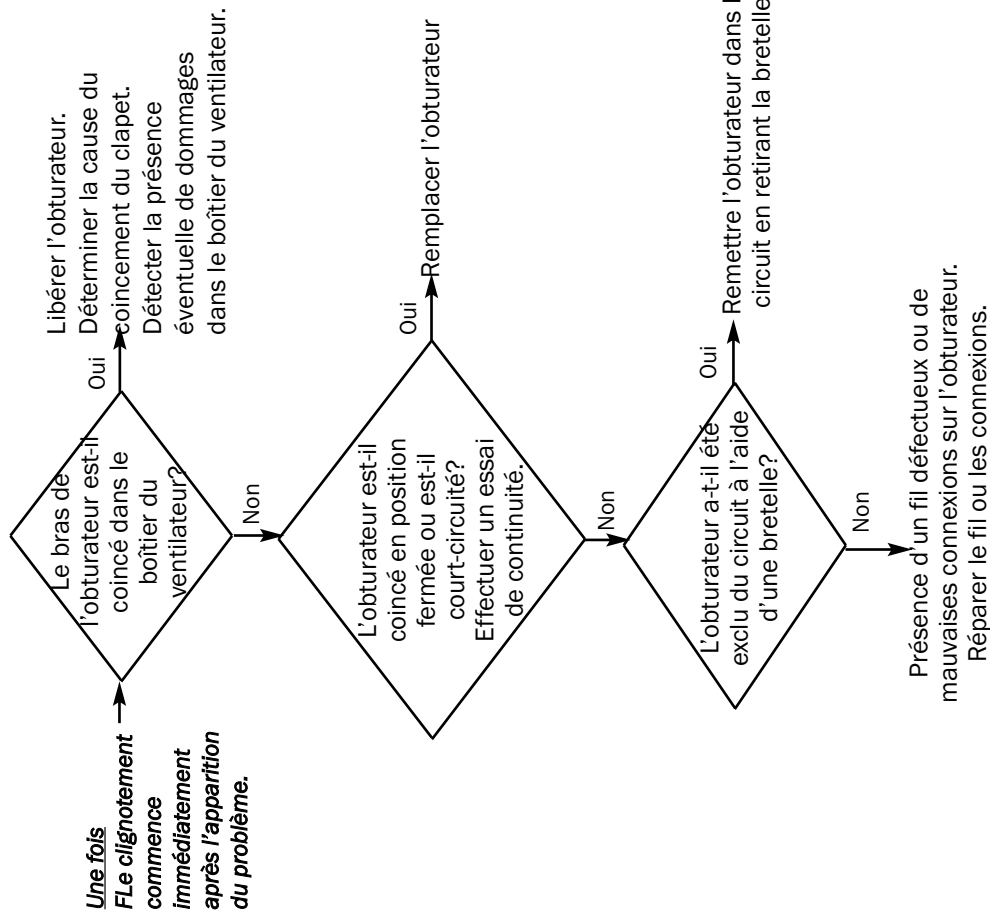 Une fois
FLe clignotement
commence
immédiatement
après l’apparition
du problème.
Le bras de
l’obturateur est-il
coincé dans le
boîtier du
ventilateur?
Oui
Libérer l’obturateur.
Déterminer la cause du
coincement du clapet.
Détecter la présence
éventuelle de dommages
dans le boîtier du ventilateur.
Non
L’obturateur est-il
coincé en position
fermée ou est-il
court-circuité?
Effectuer un essai
de continuité.
Oui
Remplacer l’obturateur
Non
L’obturateur a-t-il été
exclu du circuit à l’aide
d’une bretelle?
Oui
Remettre l’obturateur dans
circuit en retirant la bretelle
Non
Présence d’un fil défectueux ou de
mauvaises connexions sur l’obturateur.
Réparer le fil ou les connexions.